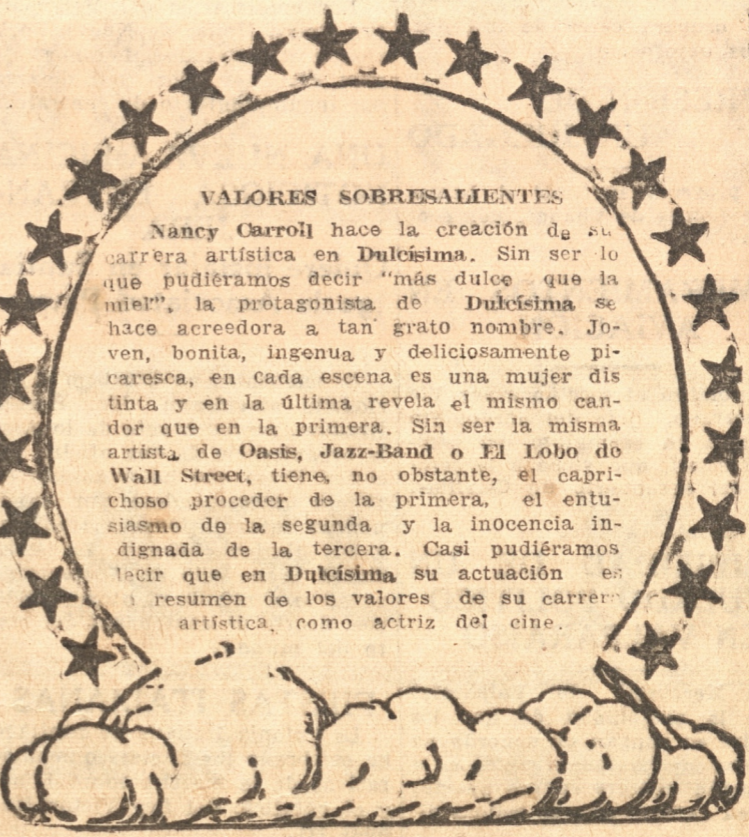 VALORES SOBRESALIENTES
Nancy Carroll hace la creación de su
carrera artística en Dulcísima. Sin ser lo
que pudiéramos decir "más dulce que la
miel", la protagonista de Dulcísima se
hace acreedora a tan grato nombre. Jo-
ven, bonita, ingenua y deliciosamente pi-
caresca, en cada escena es una mujer dis
tinta y en la última revela el mismo can-
dor que en la primera. Sin ser la misma
artista de Oasis, Jazz-Band o El Lobo de
Wall Street, tiene, no obstante, el capri-
choso proceder de la primera, el entu-
siasmo de la segunda y la inocencia in-
dignada de la tercera. Casi pudiéramos
decir que en Dulcísima su actuación es
resumen de los valores de su carrera
artística, como actriz del cine.